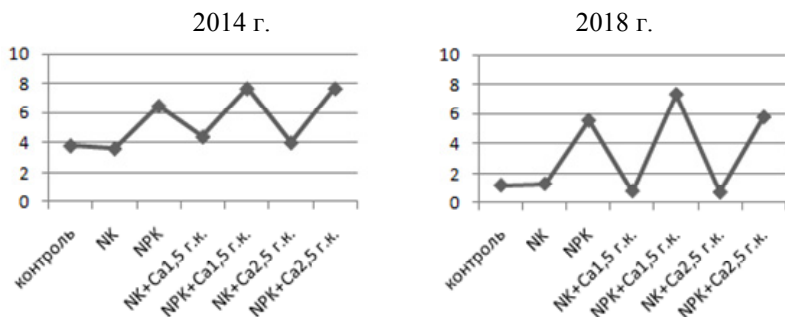 2014 г.
10
8
6
4
2
0
контроль
NK
NPK
NK+Ca1,5 г.к.
NPK+Ca1,5 г.к.
NK+Ca2,5 г.к.
NPK+Ca2,5 г.к.
2018 г.
10
8
6
4
2
0
контроль
NK
NPK
NK+Ca1,5 г.к.
NPK+Ca1,5 г.к.
NK+Ca2,5 г.к.
NPK+Ca2,5 г.к.